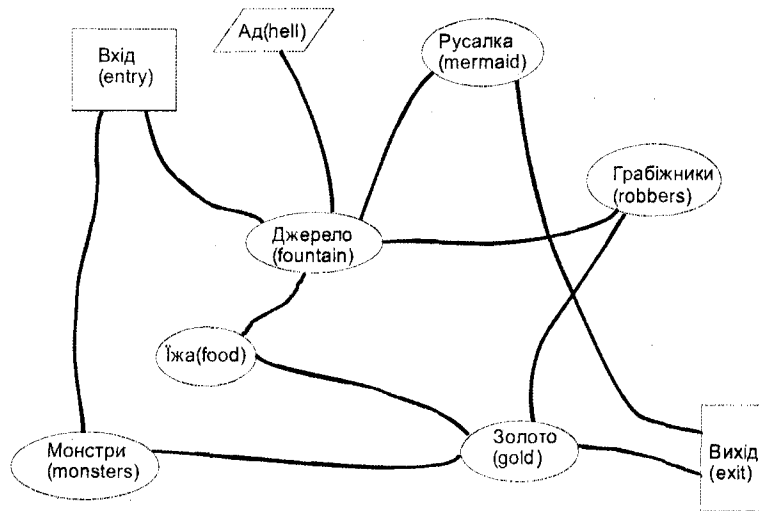 Ад(hell)
Вхід
(entry)
Русалка
(mermaid)
Грабіжники
(robbers)
Джерело
(fountain)
Їжа(food)
Монстри
(monsters)
Золото
(gold)
Вихід
(exit)